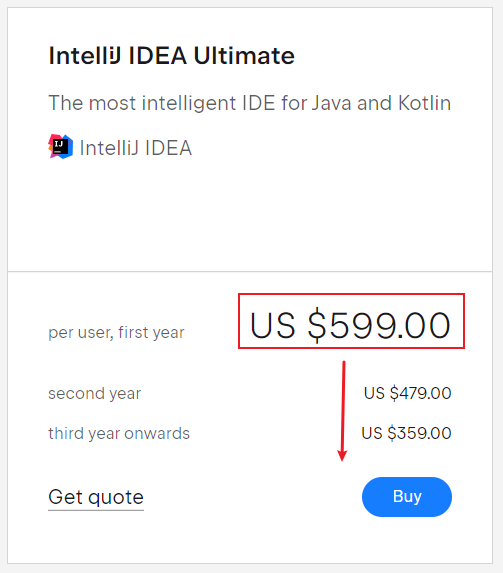 IntelliJ IDEA Ultimate
The most intelligent IDE for Java and Kotlin
IJ IntelliJ IDEA
per user, first year US $599.00
second year US $479.00
third year onwards US $359.00
Get quote Buy